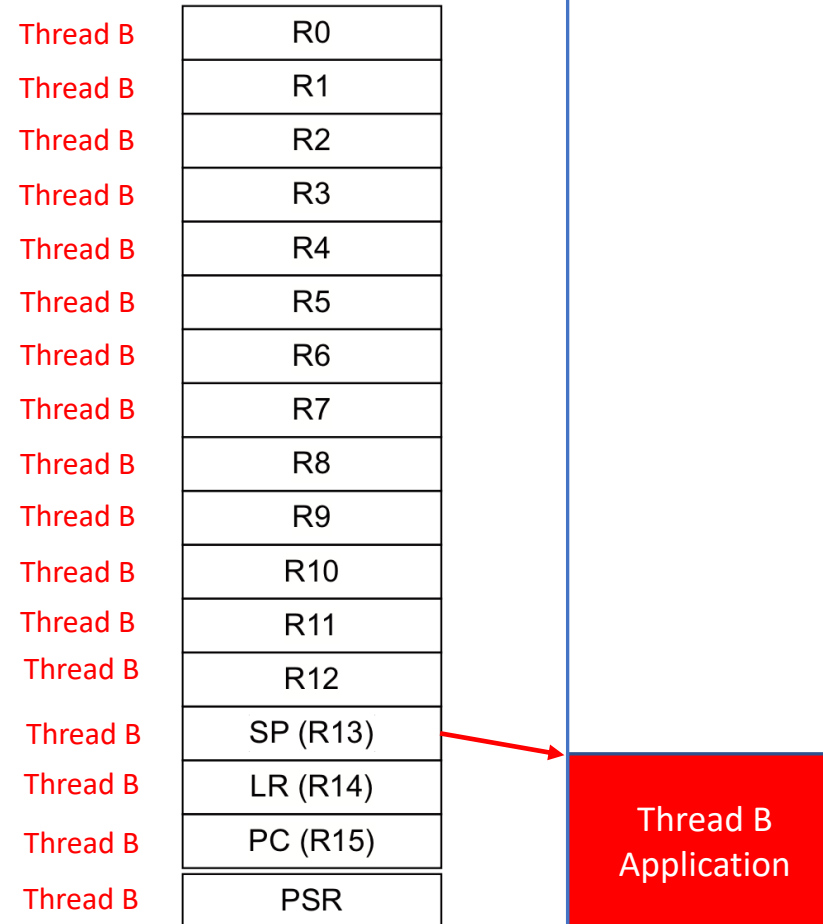 Thread B R0
Thread B R1
Thread B R2
Thread B R3
Thread B R4
Thread B R5
Thread B R6
Thread B R7
Thread B R8
Thread B R9
Thread B R10
Thread B R11
Thread B R12
Thread B SP (R13)
Thread B LR (R14)
Thread B PC (R15)
Thread B PSR
Thread B
Application